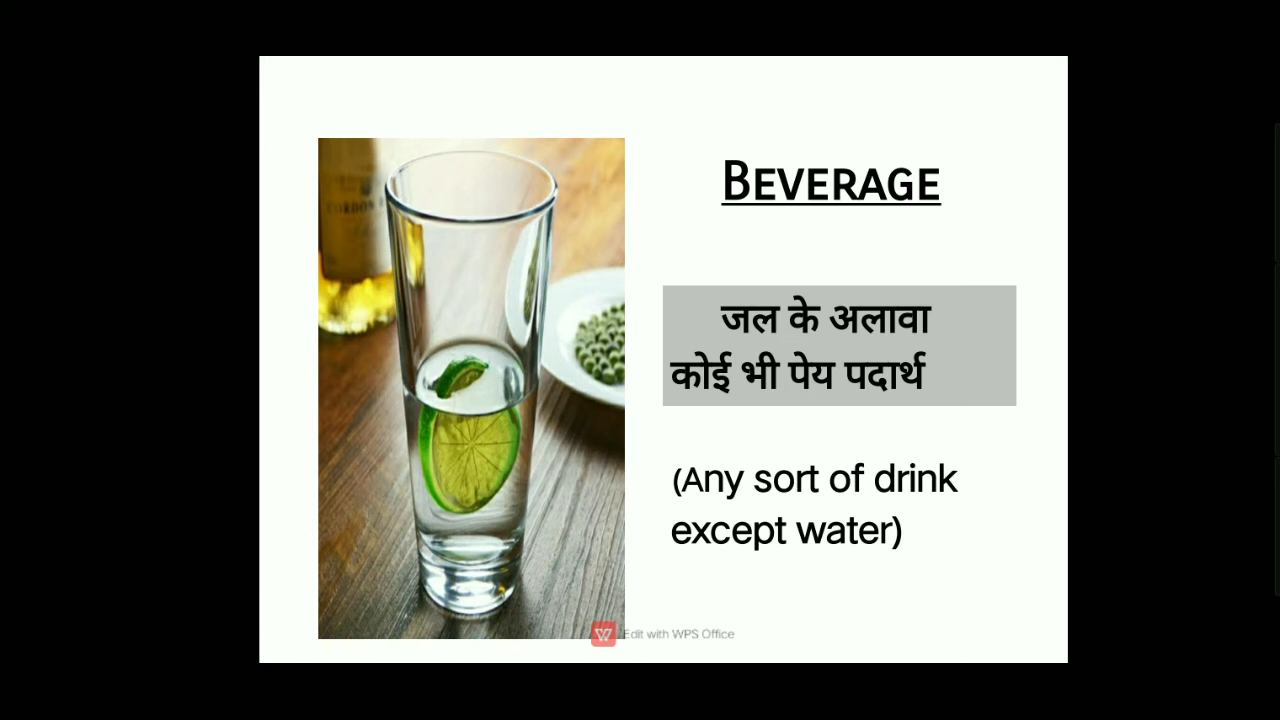 BEVERAGE
जल के अलावा
कोई भी पेय पदार्थ
(Any sort of drink
except water)
Edit with WPS Office